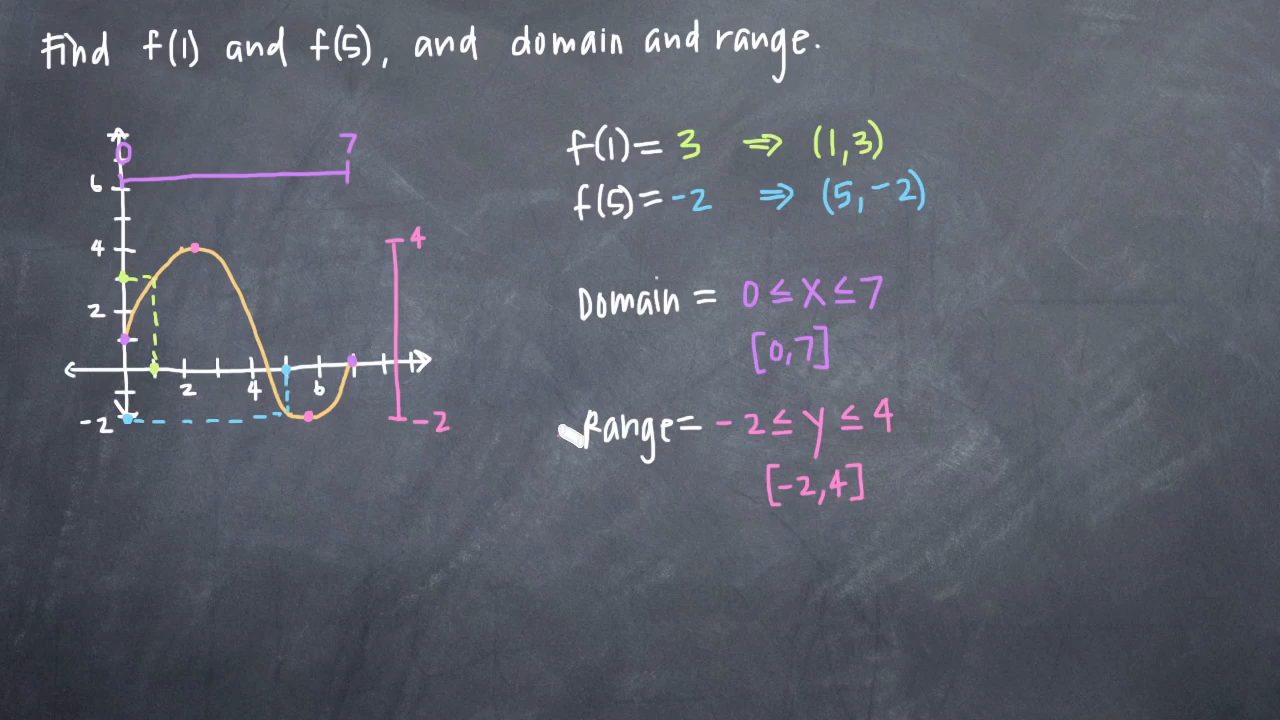 Find f(1) and f(5), and domain and range.
0
7
6
4
2
-2
2
4
6
4
-2
f(1) = 3 ⇒ (1,3)
f(5) = -2 ⇒ (5,-2)
Domain = 0 ≤ x ≤ 7
[0,7]
Range = -2 ≤ y ≤ 4
[-2,4]